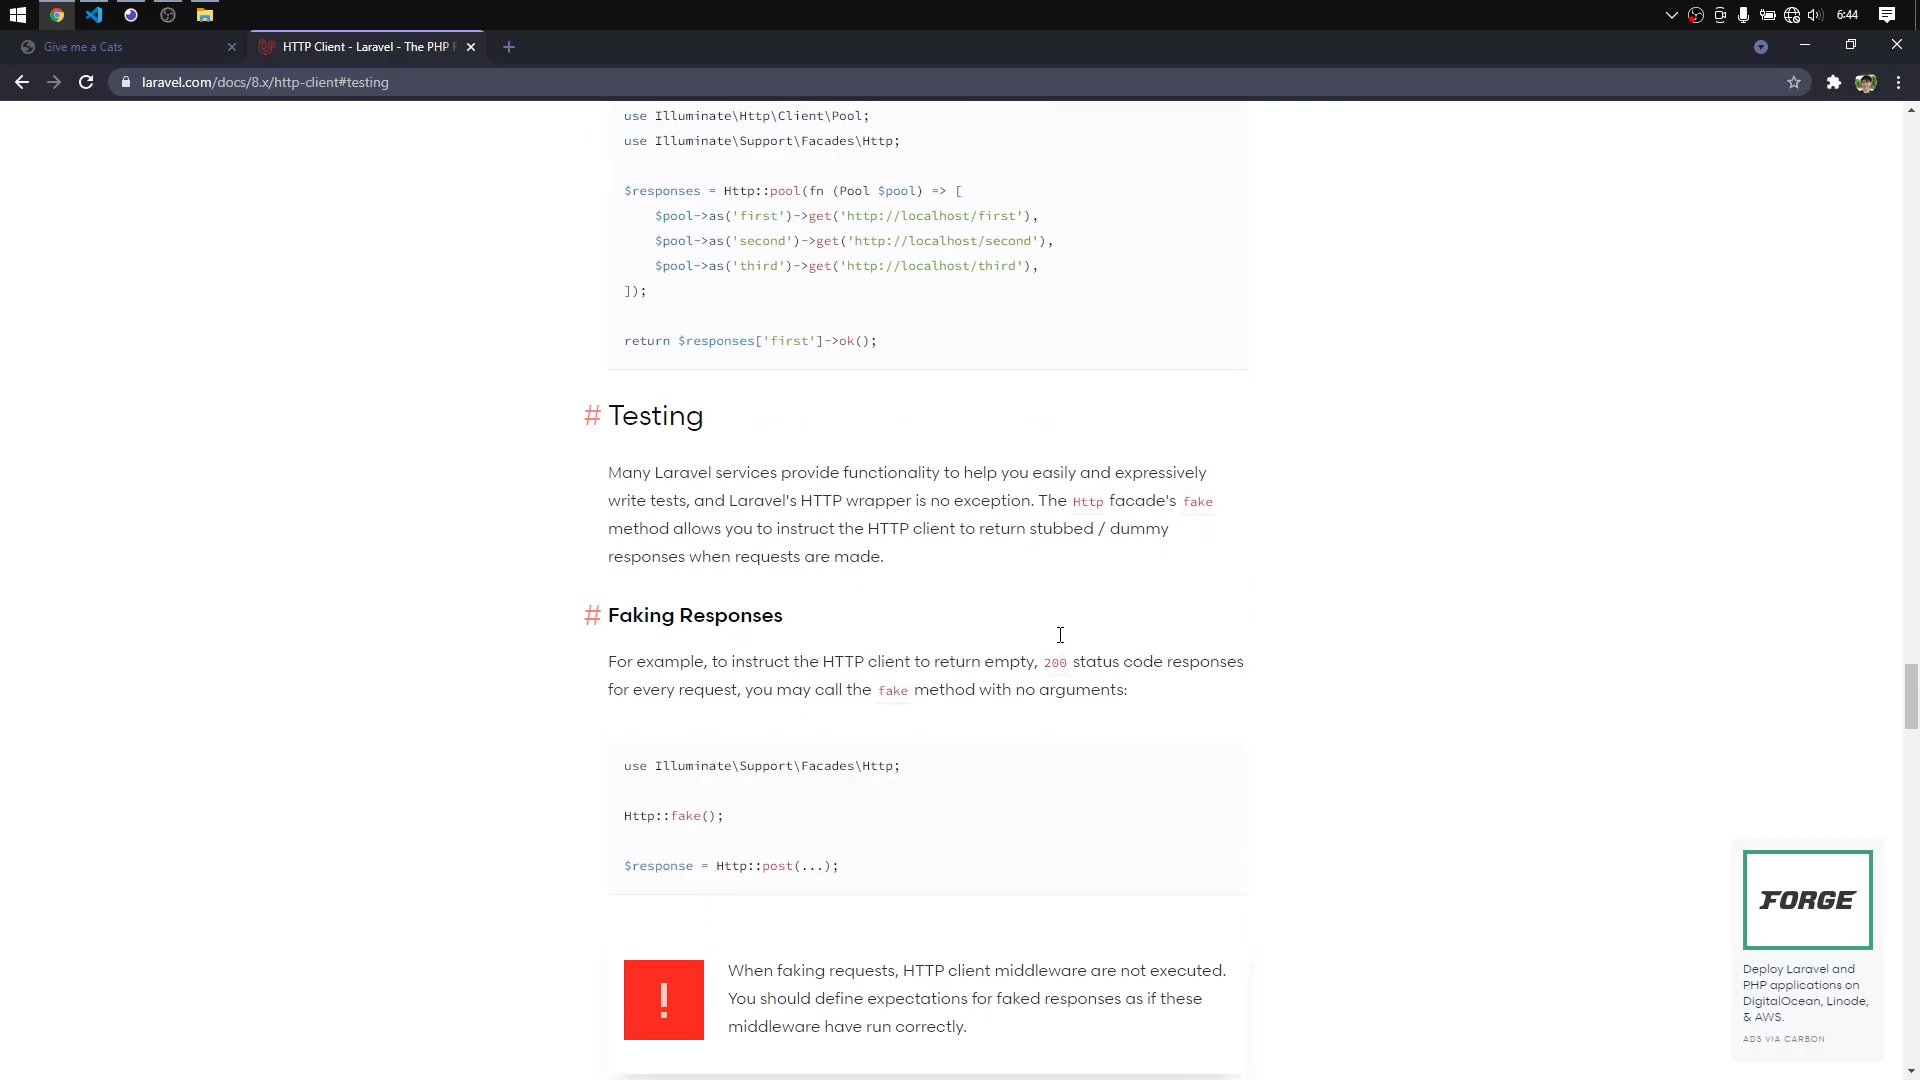 6:44
Give me a Cats
HTTP Client - Laravel - The PHP F
laravel.com/docs/8.x/http-client#testing
use Illuminate\Http\Client\Pool;
use Illuminate\Support\Facades\Http;
$responses = Http::pool(fn (Pool $pool) => [
$pool->as('first')->get('http://localhost/first'),
$pool->as('second')->get('http://localhost/second'),
$pool->as('third')->get('http://localhost/third'),
]);
return $responses['first']->ok();
# Testing
Many Laravel services provide functionality to help you easily and expressively
write tests, and Laravel's HTTP wrapper is no exception. The Http facade's fake
method allows you to instruct the HTTP client to return stubbed / dummy
responses when requests are made.
# Faking Responses
For example, to instruct the HTTP client to return empty, 200 status code responses
for every request, you may call the fake method with no arguments:
use Illuminate\Support\Facades\Http;
Http::fake();
$response = Http::post(...);
When faking requests, HTTP client middleware are not executed.
You should define expectations for faked responses as if these
middleware have run correctly.
FORGE
Deploy Laravel and
PHP applications on
DigitalOcean, Linode,
& AWS.
ADS VIA CARBON